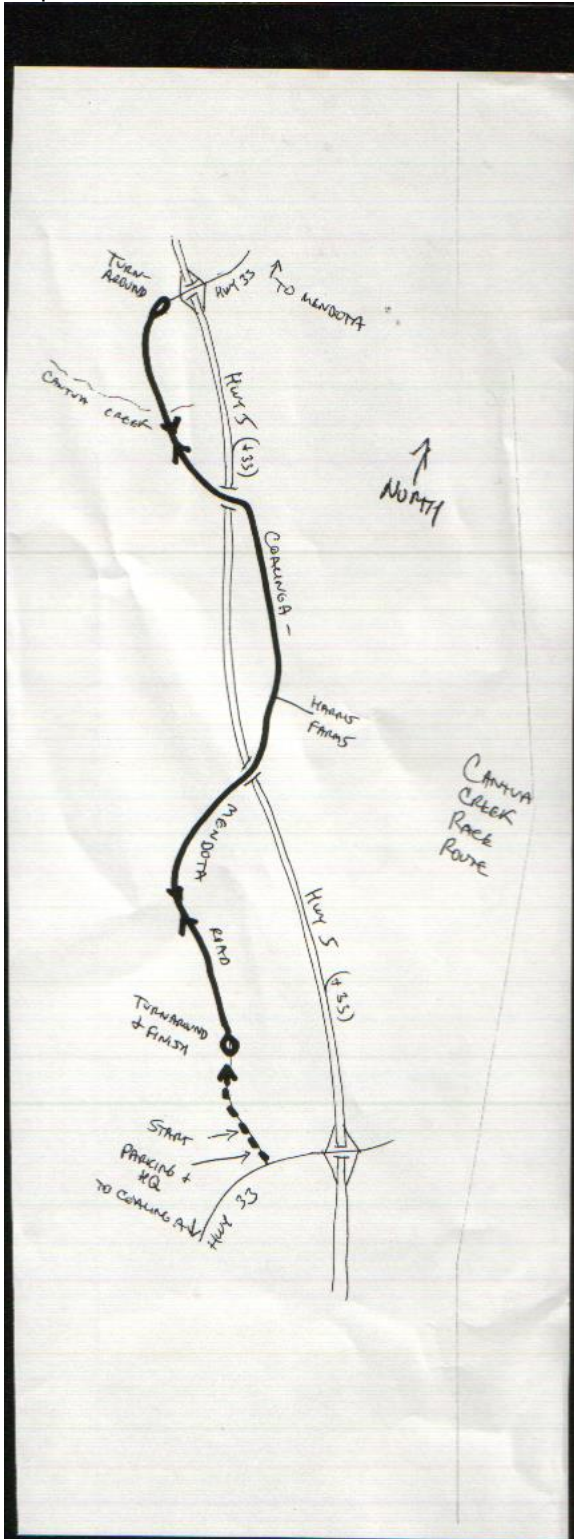 TURN-
AROUND
HWY 33
TO MENDOTA
CANTUA CREEK
HWY 5 (+33)
NORTH
COALINGA -
HARRIS
FARMS
CANTUA
CREEK
RACE
ROUTE
MENDOTA
ROAD
HWY 5 (+33)
TURNAROUND
+ FINISH
START
PARKING +
HQ
TO COALINGA
HWY 33